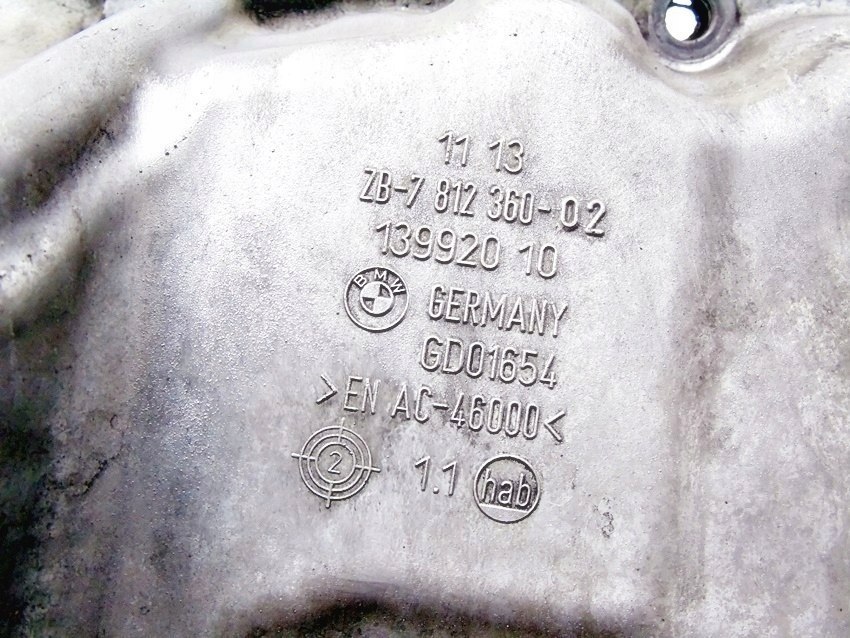 11 13
ZB-7 812 360-02
139920 10
BMW GERMANY
GD01654
>EN AC-46000<
2 1.1 hab